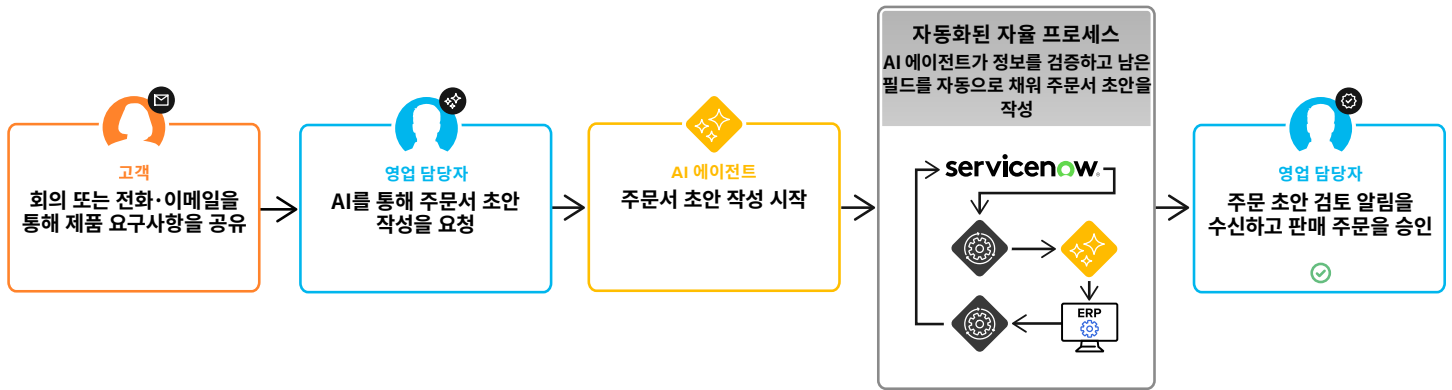 고객
회의 또는 전화·이메일을
통해 제품 요구사항을 공유
영업 담당자
AI를 통해 주문서 초안
작성을 요청
AI 에이전트
주문서 초안 작성 시작
자동화된 자율 프로세스
AI 에이전트가 정보를 검증하고 남은
필드를 자동으로 채워 주문서 초안을
작성
servicenow.
ERP
영업 담당자
주문 초안 검토 알림을
수신하고 판매 주문을 승인